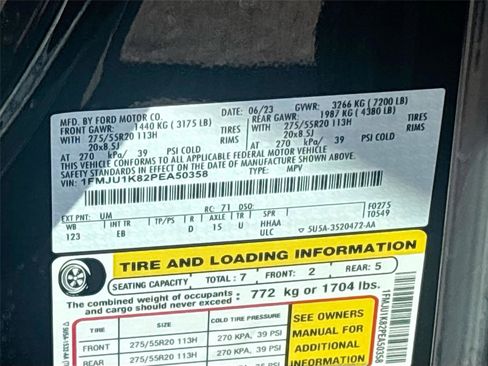 MFD. BY FORD MOTOR CO.
DATE: 06/23 GVWR: 3266 KG ( 7200 LB)
FRONT GAWR: 1440 KG ( 3175 LB) REAR GAWR: 1987 KG ( 4380 LB)
WITH 275/55R20 113H WITH 275/55R20 113H
20x8.5J 20x8.5J
AT 270 kPa/ 39 PSI COLD AT 270 kPa/ 39 PSI COLD
THIS VEHICLE CONFORMS TO ALL APPLICABLE FEDERAL MOTOR VEHICLE
SAFETY STANDARDS IN EFFECT ON THE DATE OF MANUFACTURE SHOWN ABOVE.
VIN: 1FMJU1K82PEA50358 TYPE: MPV
EXT PNT: UM RC: 71 DSO: F0275
WB INT TR TP/PS R AXLE TR SPR T0549
123 EB D 15 U HHAA
ULC 5U5A-3520472-AA
TIRE AND LOADING INFORMATION
SEATING CAPACITY TOTAL : 7 FRONT: 2 REAR: 5
The combined weight of occupants and cargo should never exceed : 772 kg or 1704 lbs.
TIRE SIZE COLD TIRE PRESSURE
FRONT 275/55R20 113H 270 KPA, 39 PSI
REAR 275/55R20 113H 270 KPA, 39 PSI
SEE OWNERS
MANUAL FOR
ADDITIONAL
INFORMATION
1FMJU1K82PEA50358